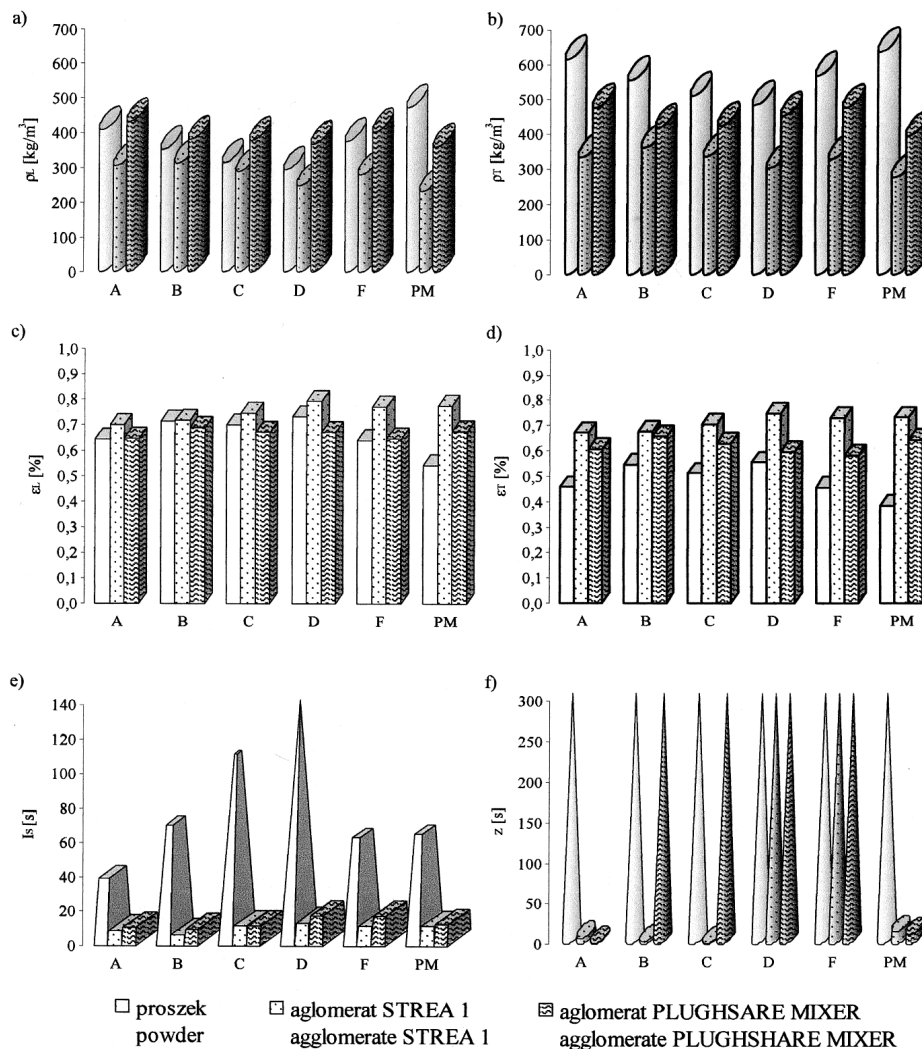 a)
700
600
500
400
300
200
100
0
ρL [kg/m³]
A B C D F PM
b)
700
600
500
400
300
200
100
0
ρT [kg/m³]
A B C D F PM
c)
1,0
0,9
0,8
0,7
0,6
0,5
0,4
0,3
0,2
0,1
0,0
εL [%]
A B C D F PM
d)
1,0
0,9
0,8
0,7
0,6
0,5
0,4
0,3
0,2
0,1
0,0
εT [%]
A B C D F PM
e)
140
120
100
80
60
40
20
0
Is [s]
A B C D F PM
f)
300
250
200
150
100
50
0
z [s]
A B C D F PM
proszek
powder
aglomerat STREA 1
agglomerate STREA 1
aglomerat PLUGHSARE MIXER
agglomerate PLUGHSHARE MIXER